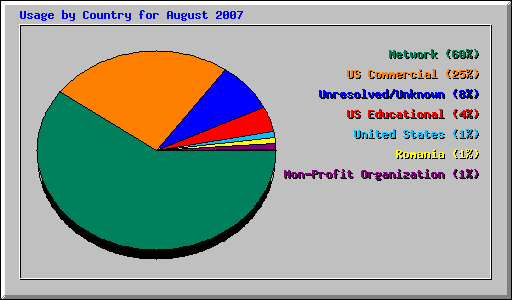 Usage by Country for August 2007
Network (60%)
US Commercial (25%)
Unresolved/Unknown (8%)
US Educational (4%)
United States (1%)
Romania (1%)
Non-Profit Organization (1%)